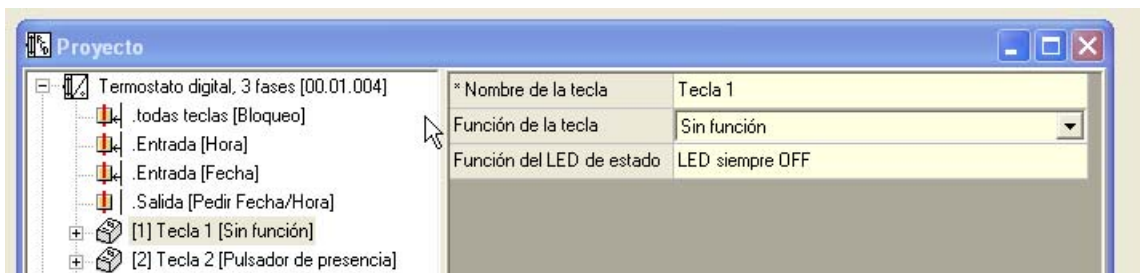 Proyecto
Termostato digital, 3 fases [00.01.004]
.todas teclas [Bloqueo]
.Entrada [Hora]
.Entrada [Fecha]
.Salida [Pedir Fecha/Hora]
[1] Tecla 1 [Sin función]
[2] Tecla 2 [Pulsador de presencia]
* Nombre de la tecla Tecla 1
Función de la tecla Sin función
Función del LED de estado LED siempre OFF